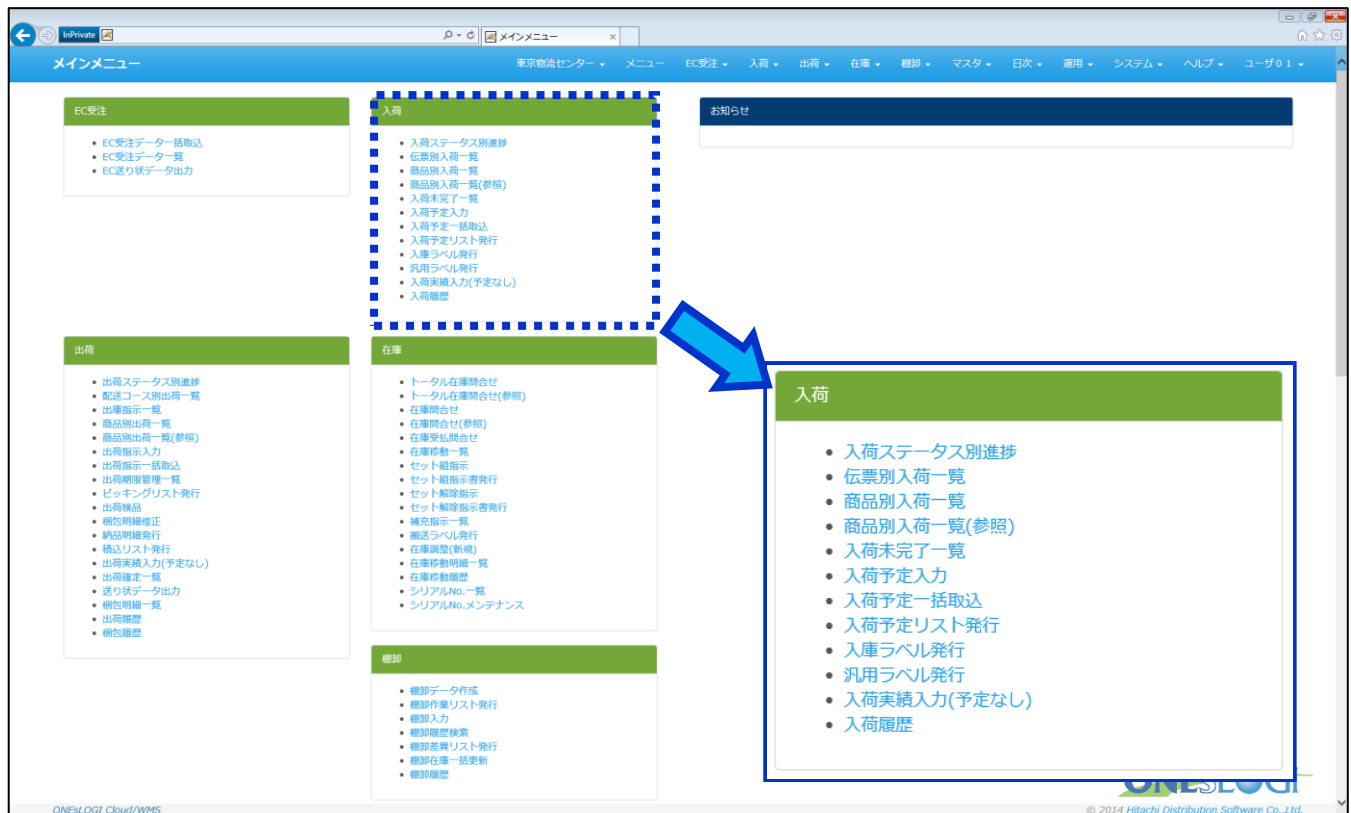 InPrivate
メインメニュー
メインメニュー 東京物流センター メニュー EC受注 入荷 出荷 在庫 棚卸 マスタ 日次 運用 システム ヘルプ ユーザ01
EC受注
EC受注データ一括取込
EC受注データ一覧
EC送り状データ出力
入荷
入荷ステータス別進捗
伝票別入荷一覧
商品別入荷一覧
商品別入荷一覧(参照)
入荷未完了一覧
入荷予定入力
入荷予定一括取込
入荷予定リスト発行
入庫ラベル発行
汎用ラベル発行
入荷実績入力(予定なし)
入荷履歴
お知らせ
出荷
出荷ステータス別進捗
配送コース別出荷一覧
出庫指示一覧
商品別出荷一覧
商品別出荷一覧(参照)
出荷指示入力
出荷指示一括取込
出荷期限管理一覧
ピッキングリスト発行
出荷検品
梱包明細修正
納品明細発行
積込リスト発行
出荷実績入力(予定なし)
出荷確定一覧
送り状データ出力
梱包明細一覧
出荷履歴
梱包履歴
在庫
トータル在庫問合せ
トータル在庫問合せ(参照)
在庫問合せ
在庫問合せ(参照)
在庫受払問合せ
在庫移動一覧
セット組指示
セット組指示書発行
セット解除指示
セット解除指示書発行
補充指示一覧
搬送ラベル発行
在庫調整(新規)
在庫移動明細一覧
在庫移動履歴
シリアルNo.一覧
シリアルNo.メンテナンス
棚卸
棚卸データ作成
棚卸作業リスト発行
棚卸入力
棚卸履歴検索
棚卸差異リスト発行
棚卸在庫一括更新
棚卸履歴
入荷
入荷ステータス別進捗
伝票別入荷一覧
商品別入荷一覧
商品別入荷一覧(参照)
入荷未完了一覧
入荷予定入力
入荷予定一括取込
入荷予定リスト発行
入庫ラベル発行
汎用ラベル発行
入荷実績入力(予定なし)
入荷履歴
ONEsLOGI
ONEsLOGI Cloud/WMS
© 2014 Hitachi Distribution Software Co.,Ltd.